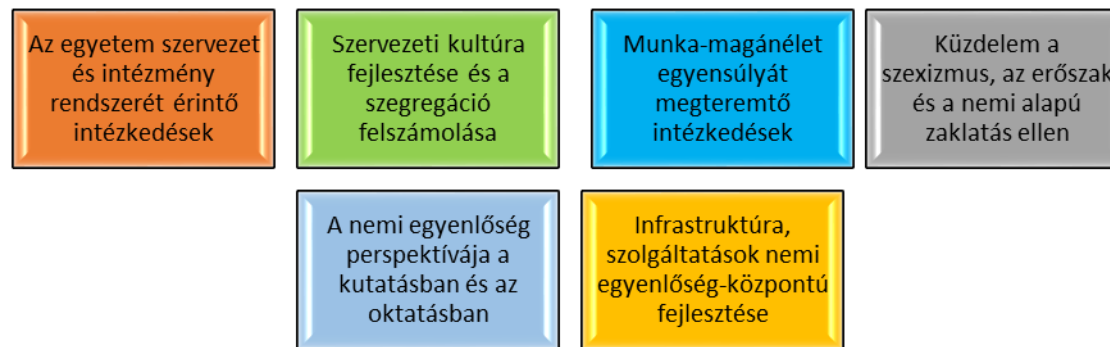 Az egyetem szervezet
és intézmény
rendszerét érintő
intézkedések
Szervezeti kultúra
fejlesztése és a
szegregáció
felszámolása
Munka-magánélet
egyensúlyát
megteremtő
intézkedések
Küzdelem a
szexizmus, az erőszak
és a nemi alapú
zaklatás ellen
A nemi egyenlőség
perspektívája a
kutatásban és az
oktatásban
Infrastruktúra,
szolgáltatások nemi
egyenlőség-központú
fejlesztése